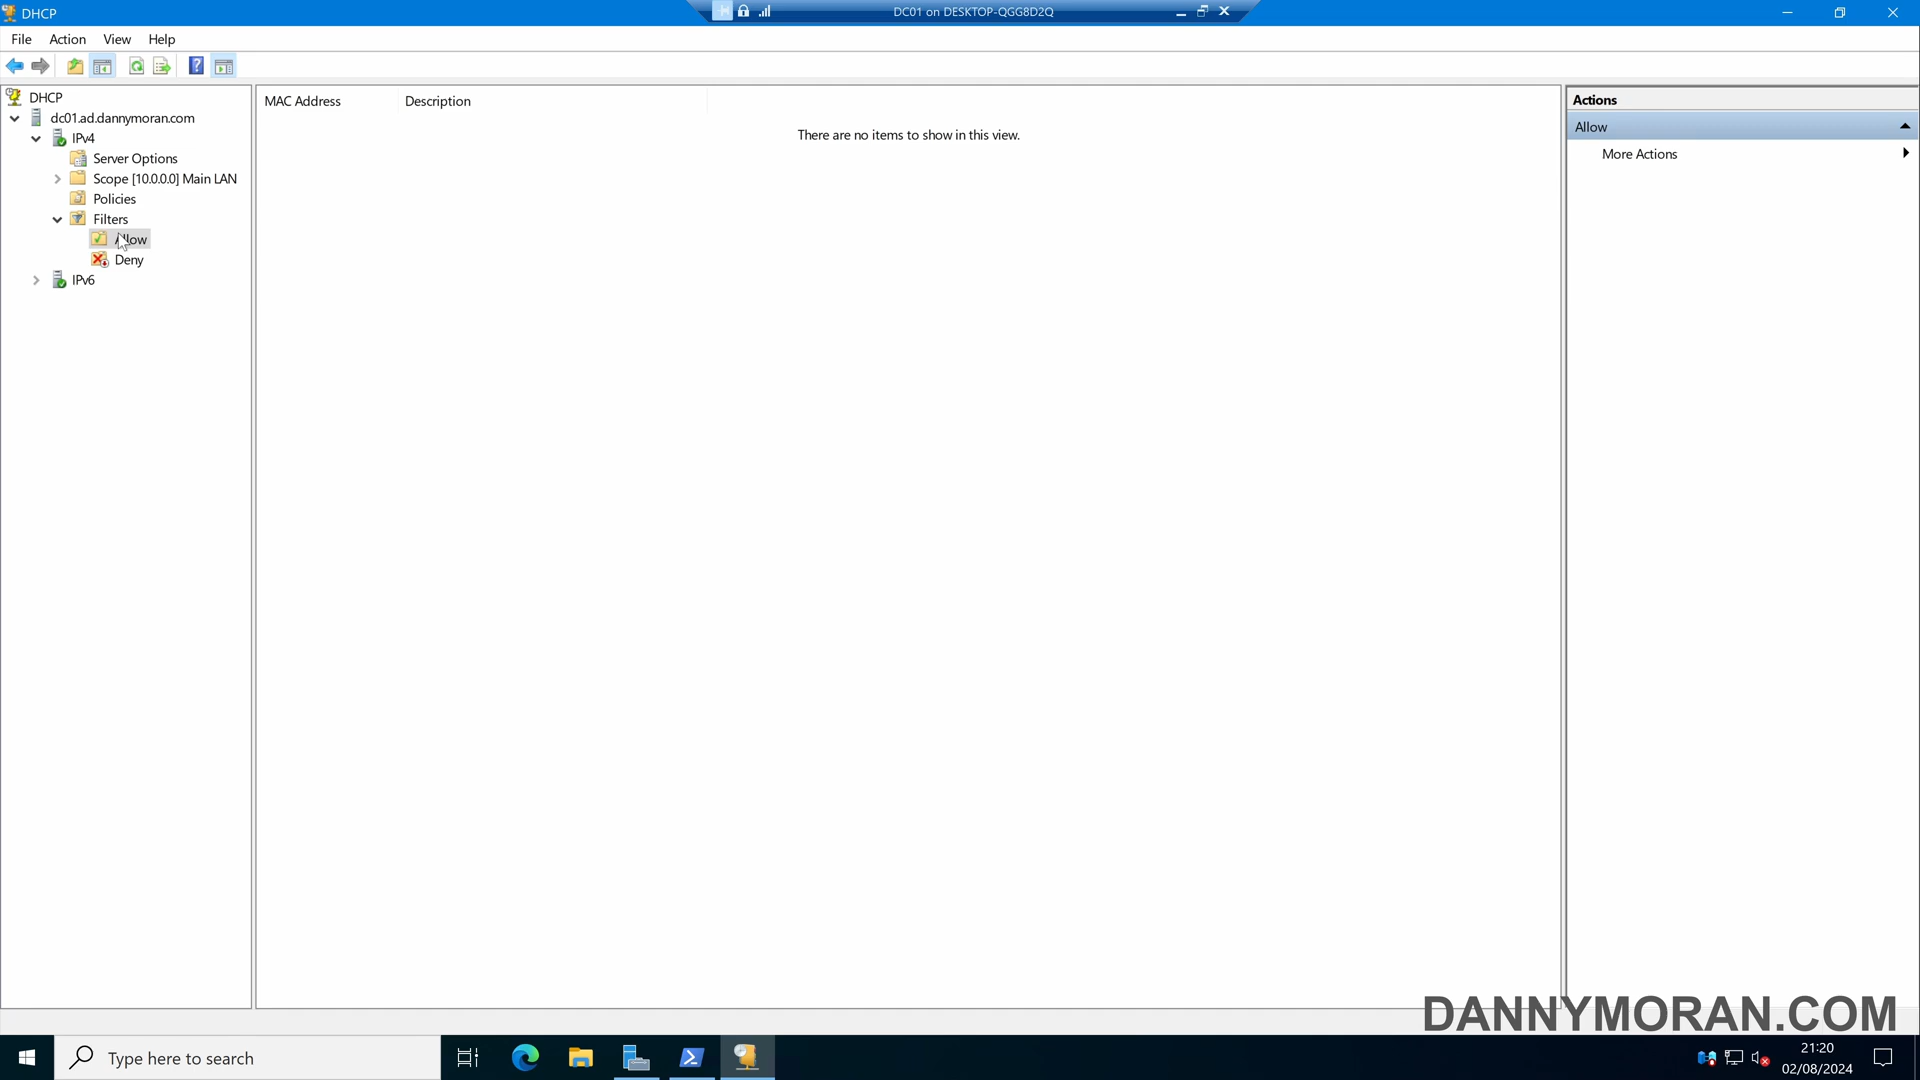 DHCP
DC01 on DESKTOP-QGG8D2Q
File Action View Help
DHCP
dc01.ad.dannymoran.com
IPv4
Server Options
Scope [10.0.0.0] Main LAN
Policies
Filters
Allow
Deny
IPv6
MAC Address Description
There are no items to show in this view.
Actions
Allow
More Actions
DANNYMORAN.COM
Type here to search
21:20
02/08/2024